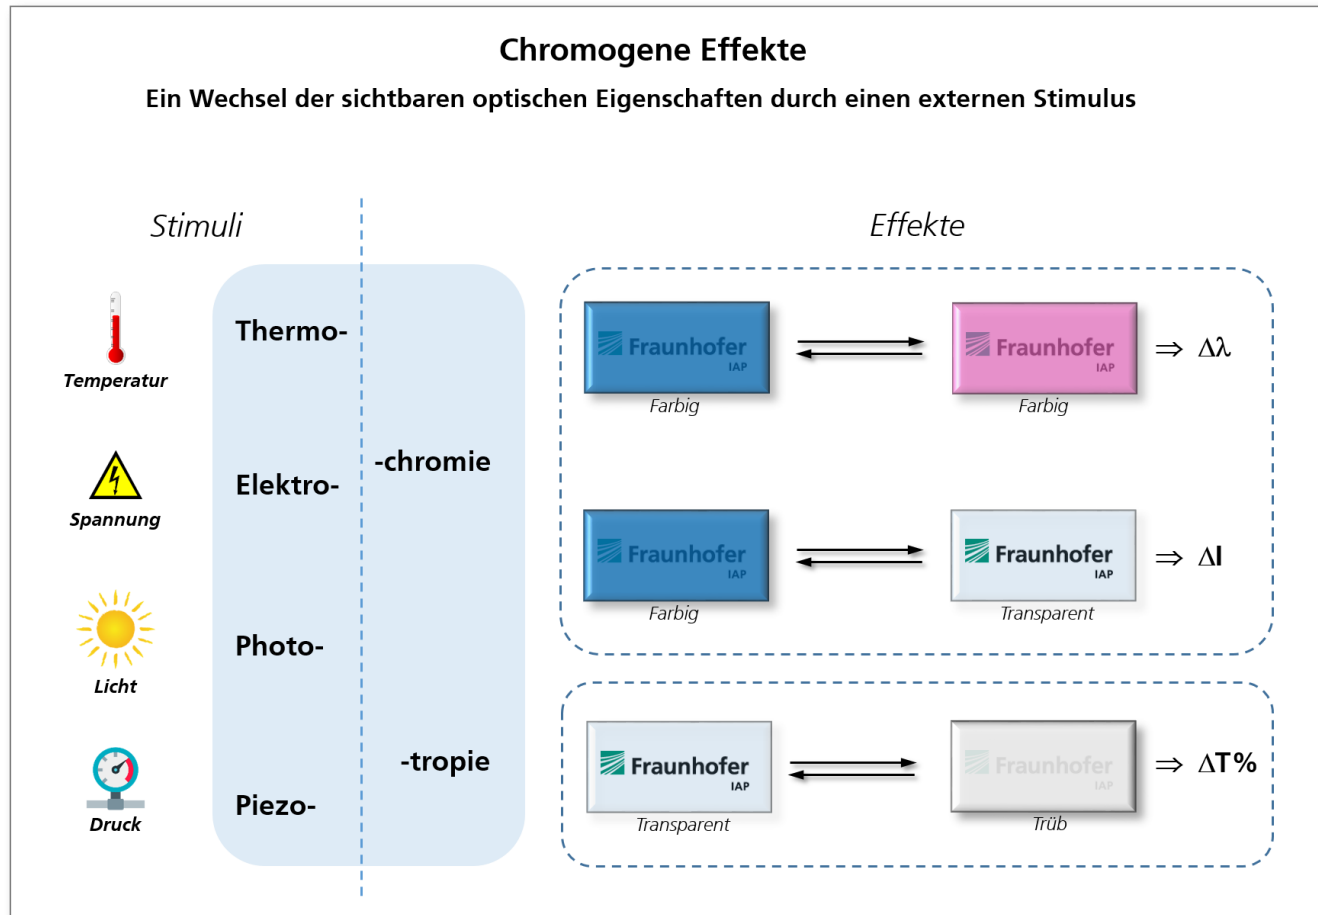 Chromogene Effekte
Ein Wechsel der sichtbaren optischen Eigenschaften durch einen externen Stimulus
Stimuli
Effekte
Temperatur
Thermo-
Spannung
Elektro-
-chromie
Licht
Photo-
Druck
Piezo-
-tropie
Fraunhofer
IAP
Farbig
Fraunhofer
IAP
Farbig
⇒ Δλ
Fraunhofer
IAP
Farbig
Fraunhofer
IAP
Transparent
⇒ ΔI
Fraunhofer
IAP
Transparent
Fraunhofer
IAP
Trüb
⇒ ΔT%